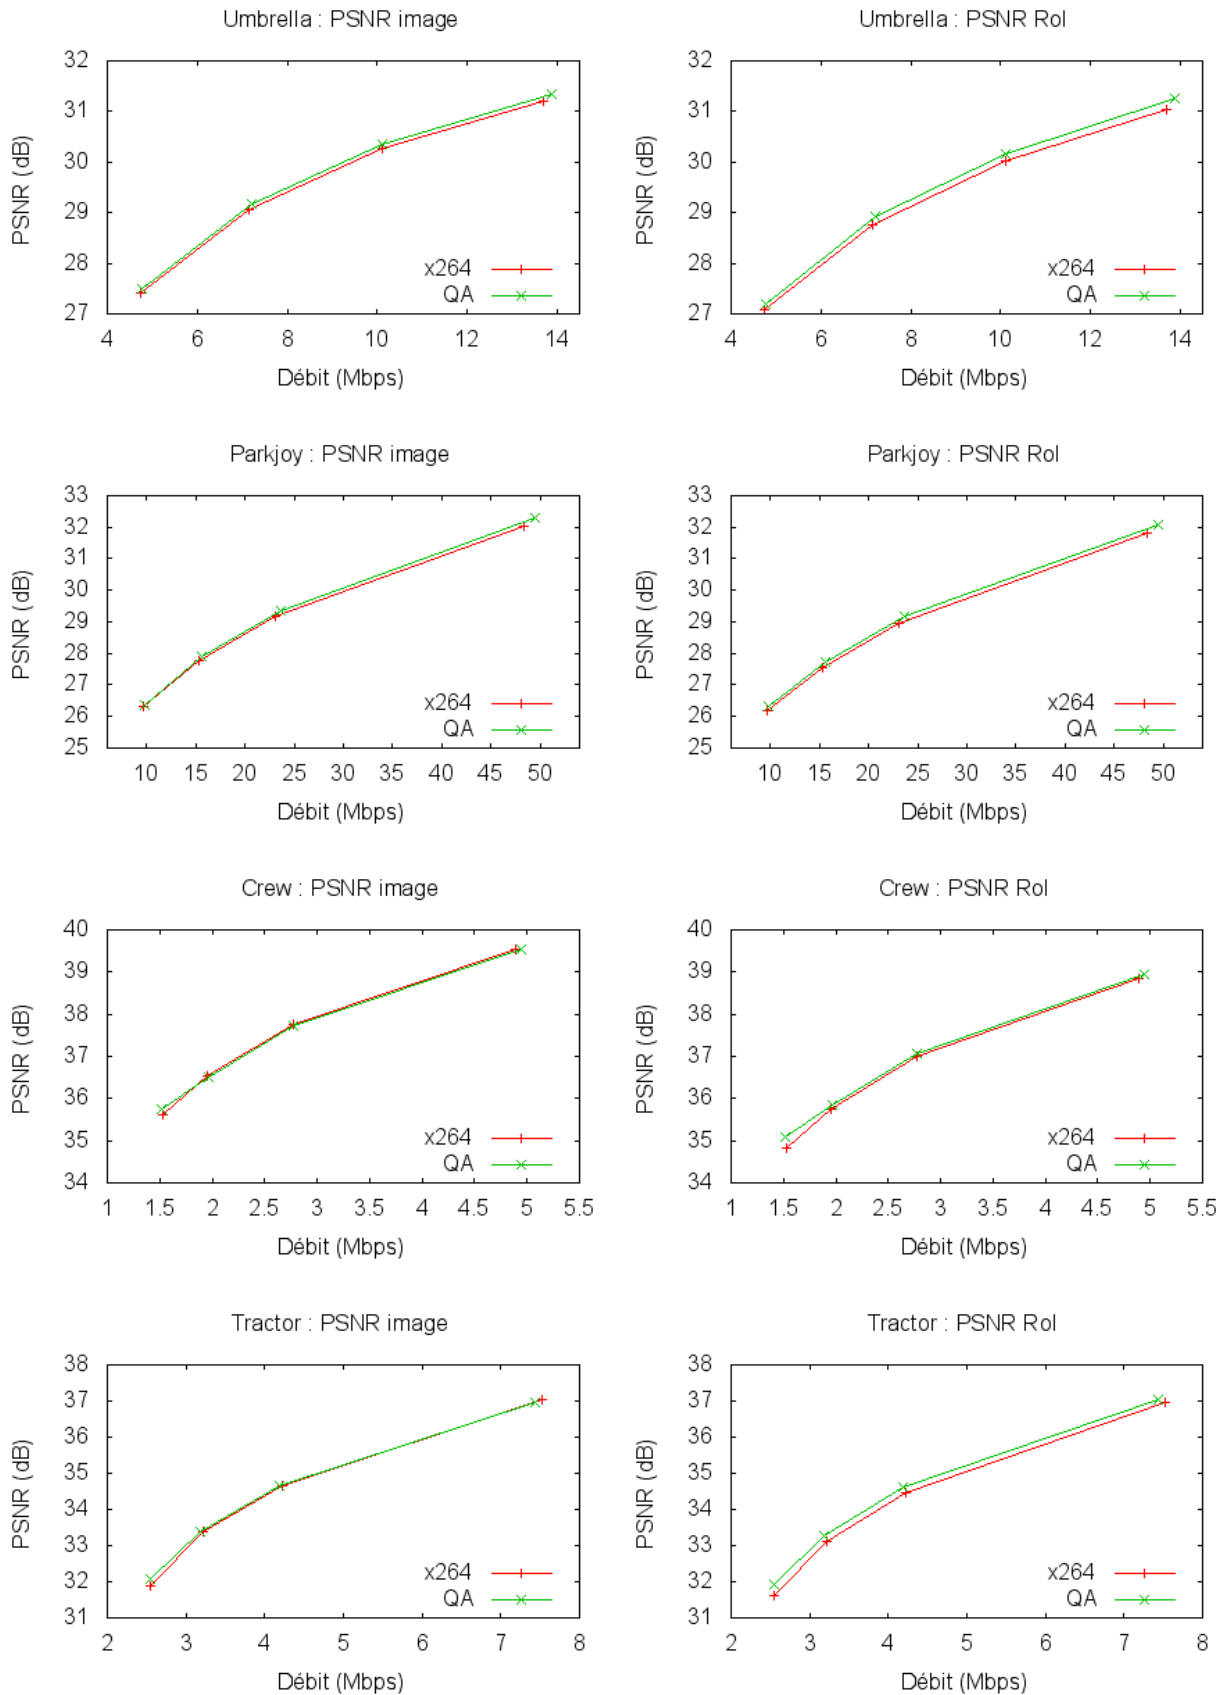 Umbrella : PSNR image
32
31
30
29
28
27
PSNR (dB)
x264
QA
4 6 8 10 12 14
Débit (Mbps)
Umbrella : PSNR RoI
32
31
30
29
28
27
PSNR (dB)
x264
QA
4 6 8 10 12 14
Débit (Mbps)
Parkjoy : PSNR image
33
32
31
30
29
28
27
26
25
PSNR (dB)
x264
QA
10 15 20 25 30 35 40 45 50
Débit (Mbps)
Parkjoy : PSNR RoI
33
32
31
30
29
28
27
26
25
PSNR (dB)
x264
QA
10 15 20 25 30 35 40 45 50
Débit (Mbps)
Crew : PSNR image
40
39
38
37
36
35
34
PSNR (dB)
x264
QA
1 1.5 2 2.5 3 3.5 4 4.5 5 5.5
Débit (Mbps)
Crew : PSNR RoI
40
39
38
37
36
35
34
PSNR (dB)
x264
QA
1 1.5 2 2.5 3 3.5 4 4.5 5 5.5
Débit (Mbps)
Tractor : PSNR image
38
37
36
35
34
33
32
31
PSNR (dB)
x264
QA
2 3 4 5 6 7 8
Débit (Mbps)
Tractor : PSNR RoI
38
37
36
35
34
33
32
31
PSNR (dB)
x264
QA
2 3 4 5 6 7 8
Débit (Mbps)